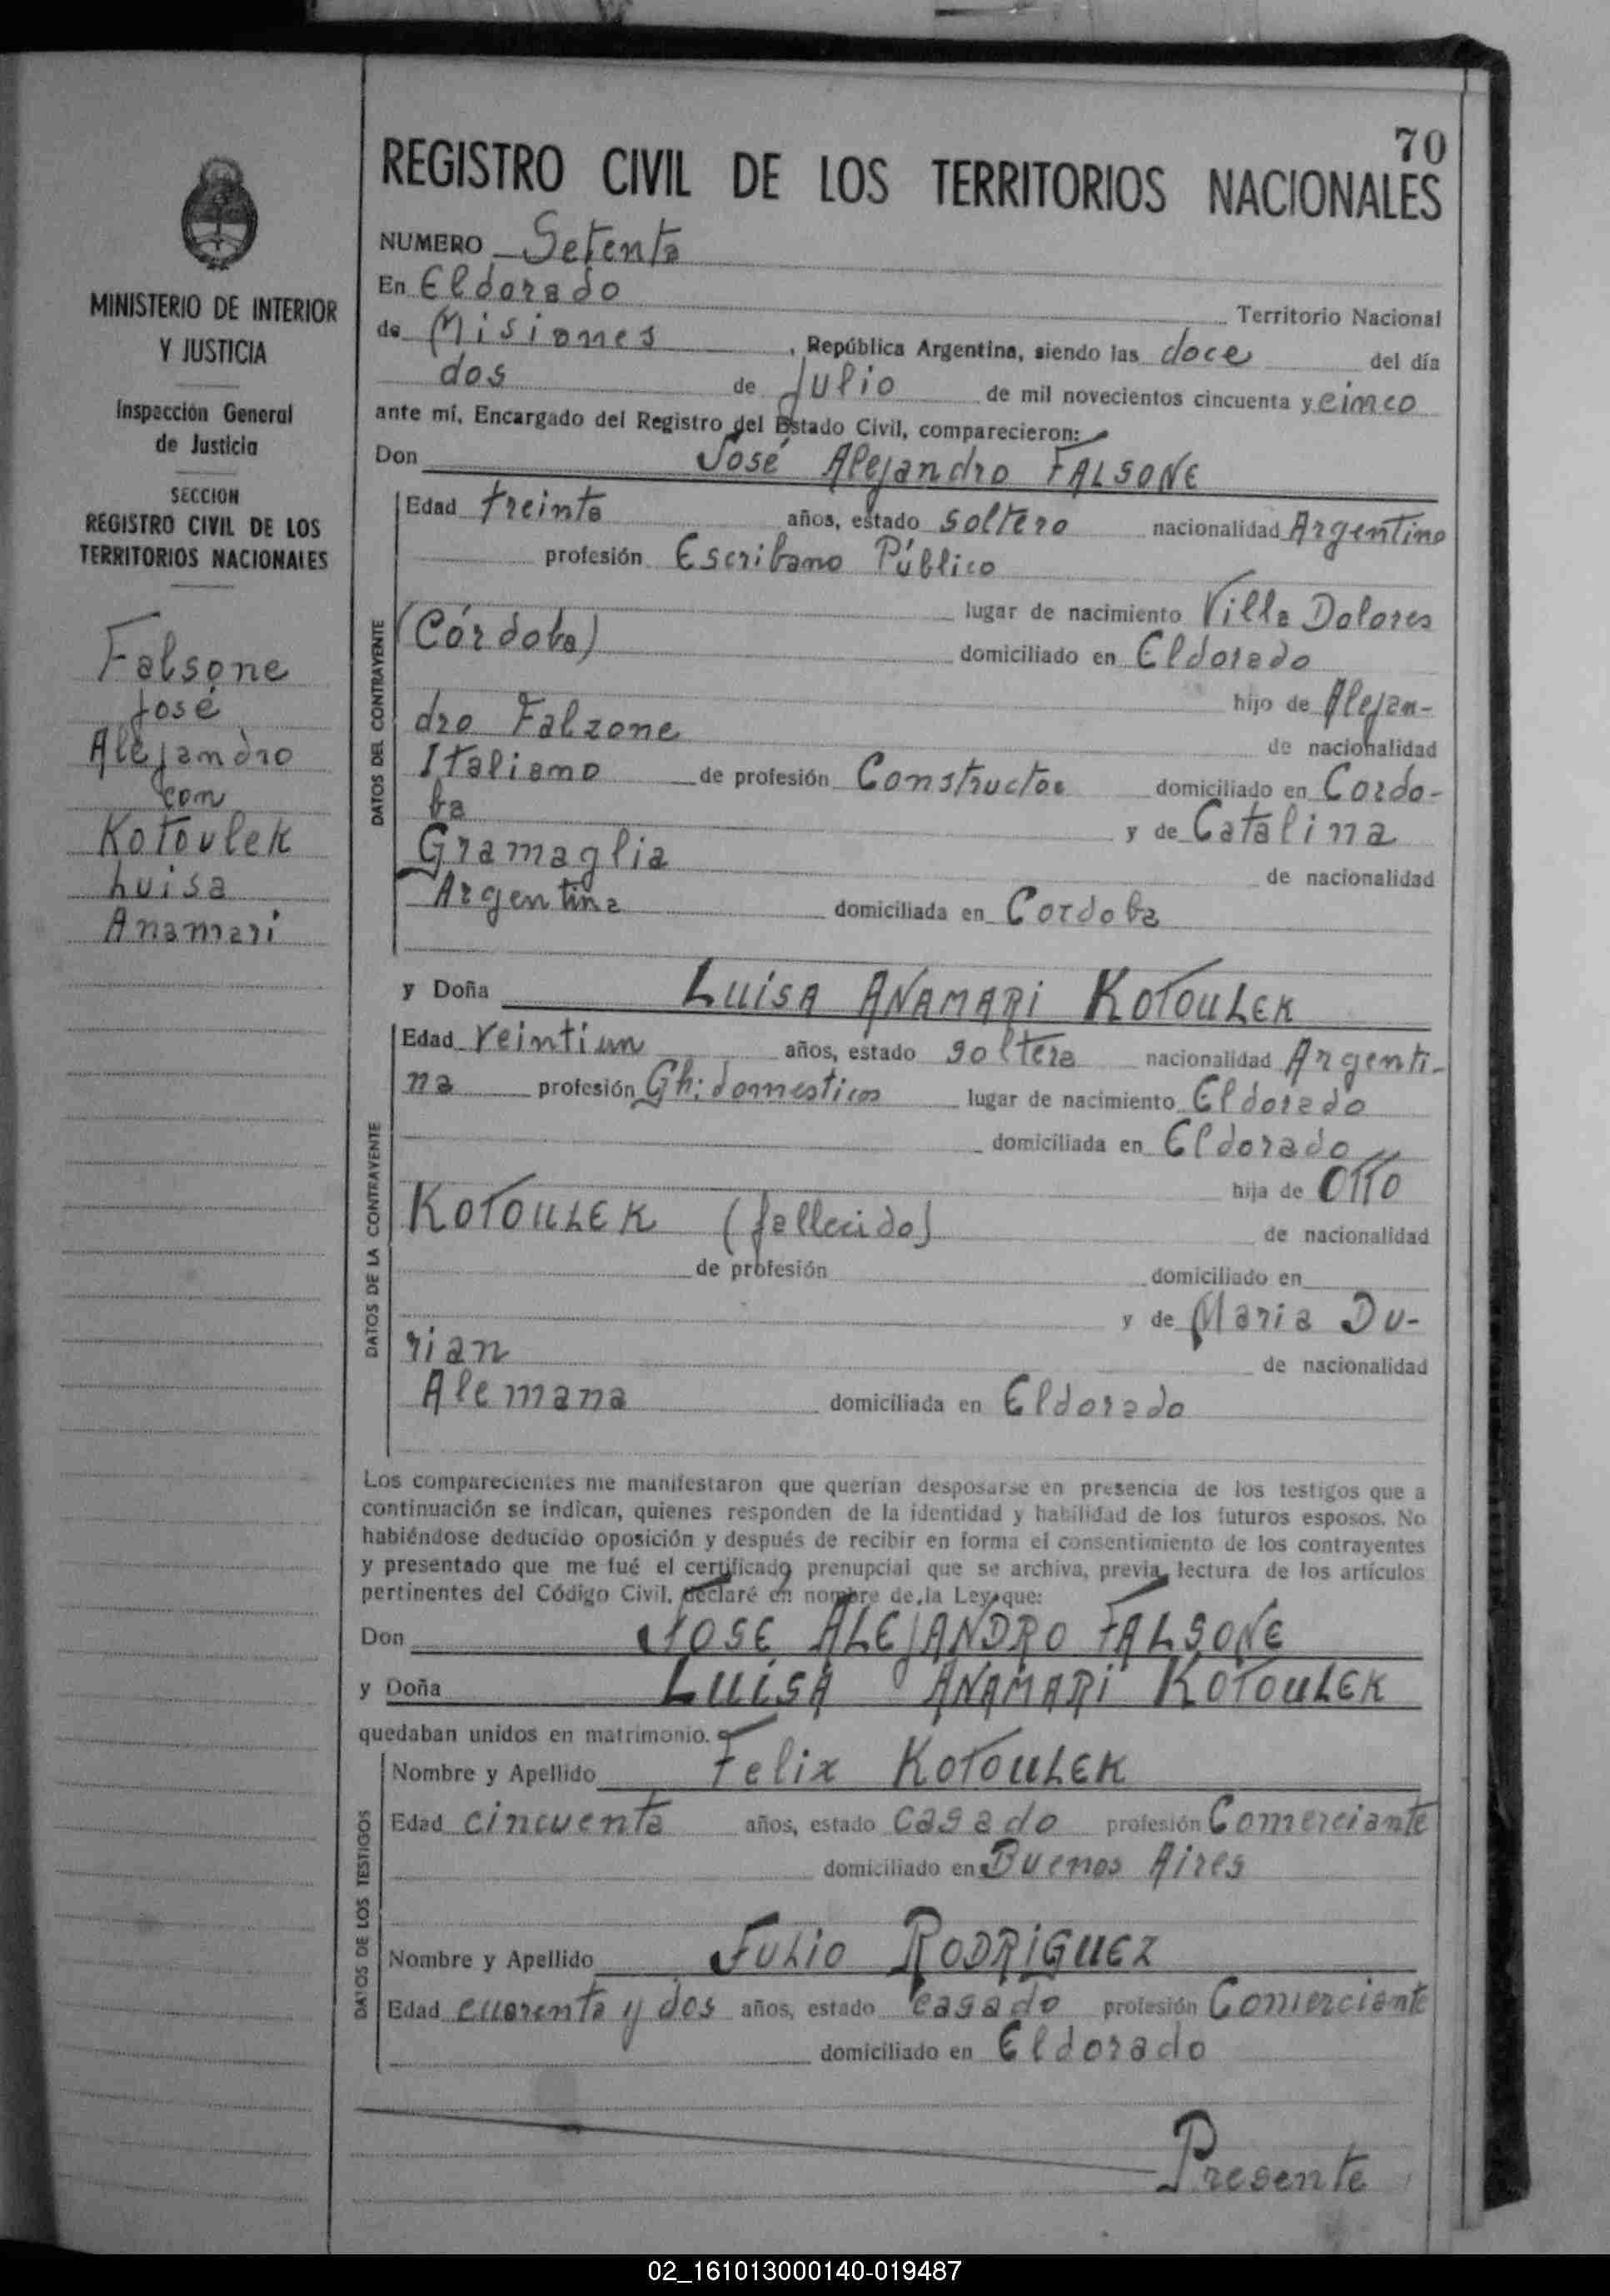 70
REGISTRO CIVIL DE LOS TERRITORIOS NACIONALES
MINISTERIO DE INTERIOR
Y JUSTICIA
Inspección General
de Justicia
SECCION
REGISTRO CIVIL DE LOS
TERRITORIOS NACIONALES
Falsone
José
Alejandro
con
Kotoulek
Luisa
Anamari
NUMERO Setenta
En Eldorado Territorio Nacional
de Misiones , República Argentina, siendo las doce del día
dos de Julio de mil novecientos cincuenta y cinco
ante mí, Encargado del Registro del Estado Civil, comparecieron:
Don José Alejandro FALSONE
DATOS DEL CONTRAYENTE
Edad treinta años, estado soltero nacionalidad Argentino
profesión Escribano Público
lugar de nacimiento Villa Dolores
(Córdoba) domiciliado en Eldorado
hijo de Alejan-
dro Falzone de nacionalidad
Italiano de profesión Constructor domiciliado en Cordo-
ba y de Catalina
Gramaglia de nacionalidad
Argentina domiciliada en Cordoba
y Doña LUISA ANAMARI KOTOULEK
DATOS DE LA CONTRAYENTE
Edad veintiun años, estado soltera nacionalidad Argenti-
na profesión domesticos lugar de nacimiento Eldorado
domiciliada en Eldorado
hija de OTTO
KOTOULEK (fallecido) de nacionalidad
de profesión domiciliado en
y de Maria Du-
rian de nacionalidad
Alemana domiciliada en Eldorado
Los comparecientes me manifestaron que querían desposarse en presencia de los testigos que a
continuación se indican, quienes responden de la identidad y habilidad de los futuros esposos. No
habiéndose deducido oposición y después de recibir en forma el consentimiento de los contrayentes
y presentado que me fué el certificado prenupcial que se archiva, previa lectura de los artículos
pertinentes del Código Civil, declaré en nombre de la Ley que:
Don JOSE ALEJANDRO FALSONE
y Doña LUISA ANAMARI KOTOULEK
quedaban unidos en matrimonio.
DATOS DE LOS TESTIGOS
Nombre y Apellido Felix KOTOULEK
Edad cincuenta años, estado casado profesión Comerciante
domiciliado en Buenos Aires
Nombre y Apellido JULIO RODRIGUEZ
Edad cuarenta y dos años, estado casado profesión Comerciante
domiciliado en Eldorado
Presente
02_161013000140-019487